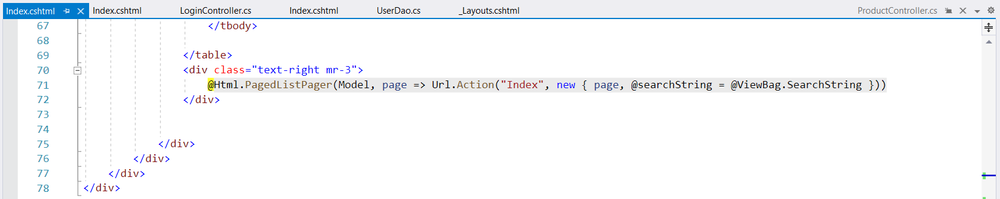 Index.cshtml Index.cshtml LoginController.cs Index.cshtml UserDao.cs _Layouts.cshtml ProductController.cs
67 </tbody>
68
69 </table>
70 <div class="text-right mr-3">
71 @Html.PagedListPager(Model, page => Url.Action("Index", new { page, @searchString = @ViewBag.SearchString }))
72 </div>
73
74
75 </div>
76 </div>
77 </div>
78 </div>